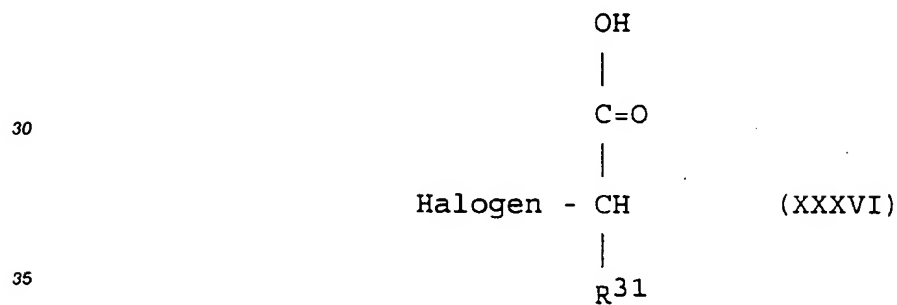 OH
|
30 C=O
|
Halogen - CH (XXXVI)
|
35 R31